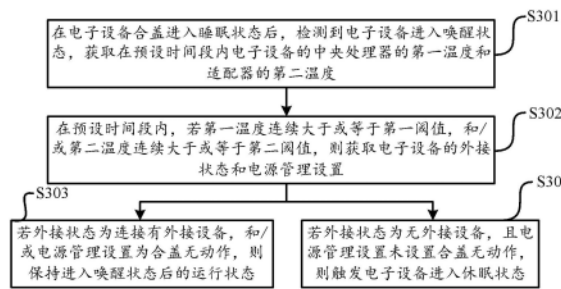 S301
在电子设备合盖进入睡眠状态后，检测到电子设备进入唤醒状
态，获取在预设时间段内电子设备的中央处理器的第一温度和
适配器的第二温度
S302
在预设时间段内，若第一温度连续大于或等于第一阈值，和/
或第二温度连续大于或等于第二阈值，则获取电子设备的外接
状态和电源管理设置
S303
若外接状态为连接有外接设备，和/
或电源管理设置为合盖无动作，则
保持进入唤醒状态后的运行状态
S30
若外接状态为无外接设备，且电
源管理设置未设置合盖无动作，
则触发电子设备进入休眠状态